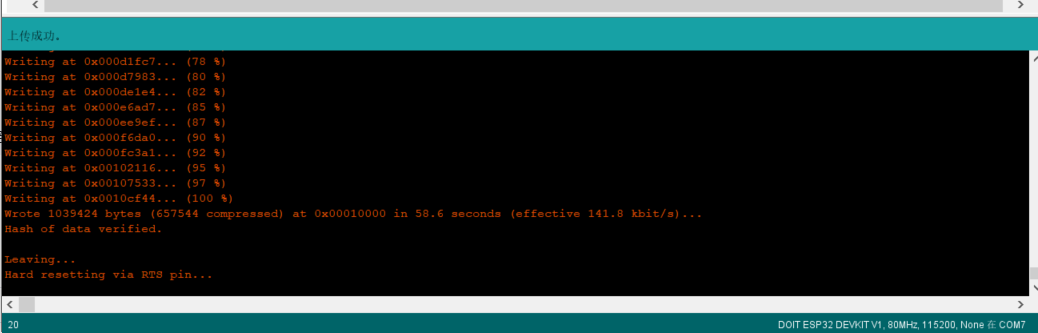 上传成功.
Writing at 0x000d1fc7... (78 %)
Writing at 0x000d7983... (80 %)
Writing at 0x000de1e4... (82 %)
Writing at 0x000e6ad7... (85 %)
Writing at 0x000ee9ef... (87 %)
Writing at 0x000f6da0... (90 %)
Writing at 0x000fc3a1... (92 %)
Writing at 0x00102116... (95 %)
Writing at 0x00107533... (97 %)
Writing at 0x0010cf44... (100 %)
Wrote 1039424 bytes (657544 compressed) at 0x00010000 in 58.6 seconds (effective 141.8 kbit/s)...
Hash of data verified.
Leaving...
Hard resetting via RTS pin...
20
DOIT ESP32 DEVKIT V1, 80MHz, 115200, None 在 COM7